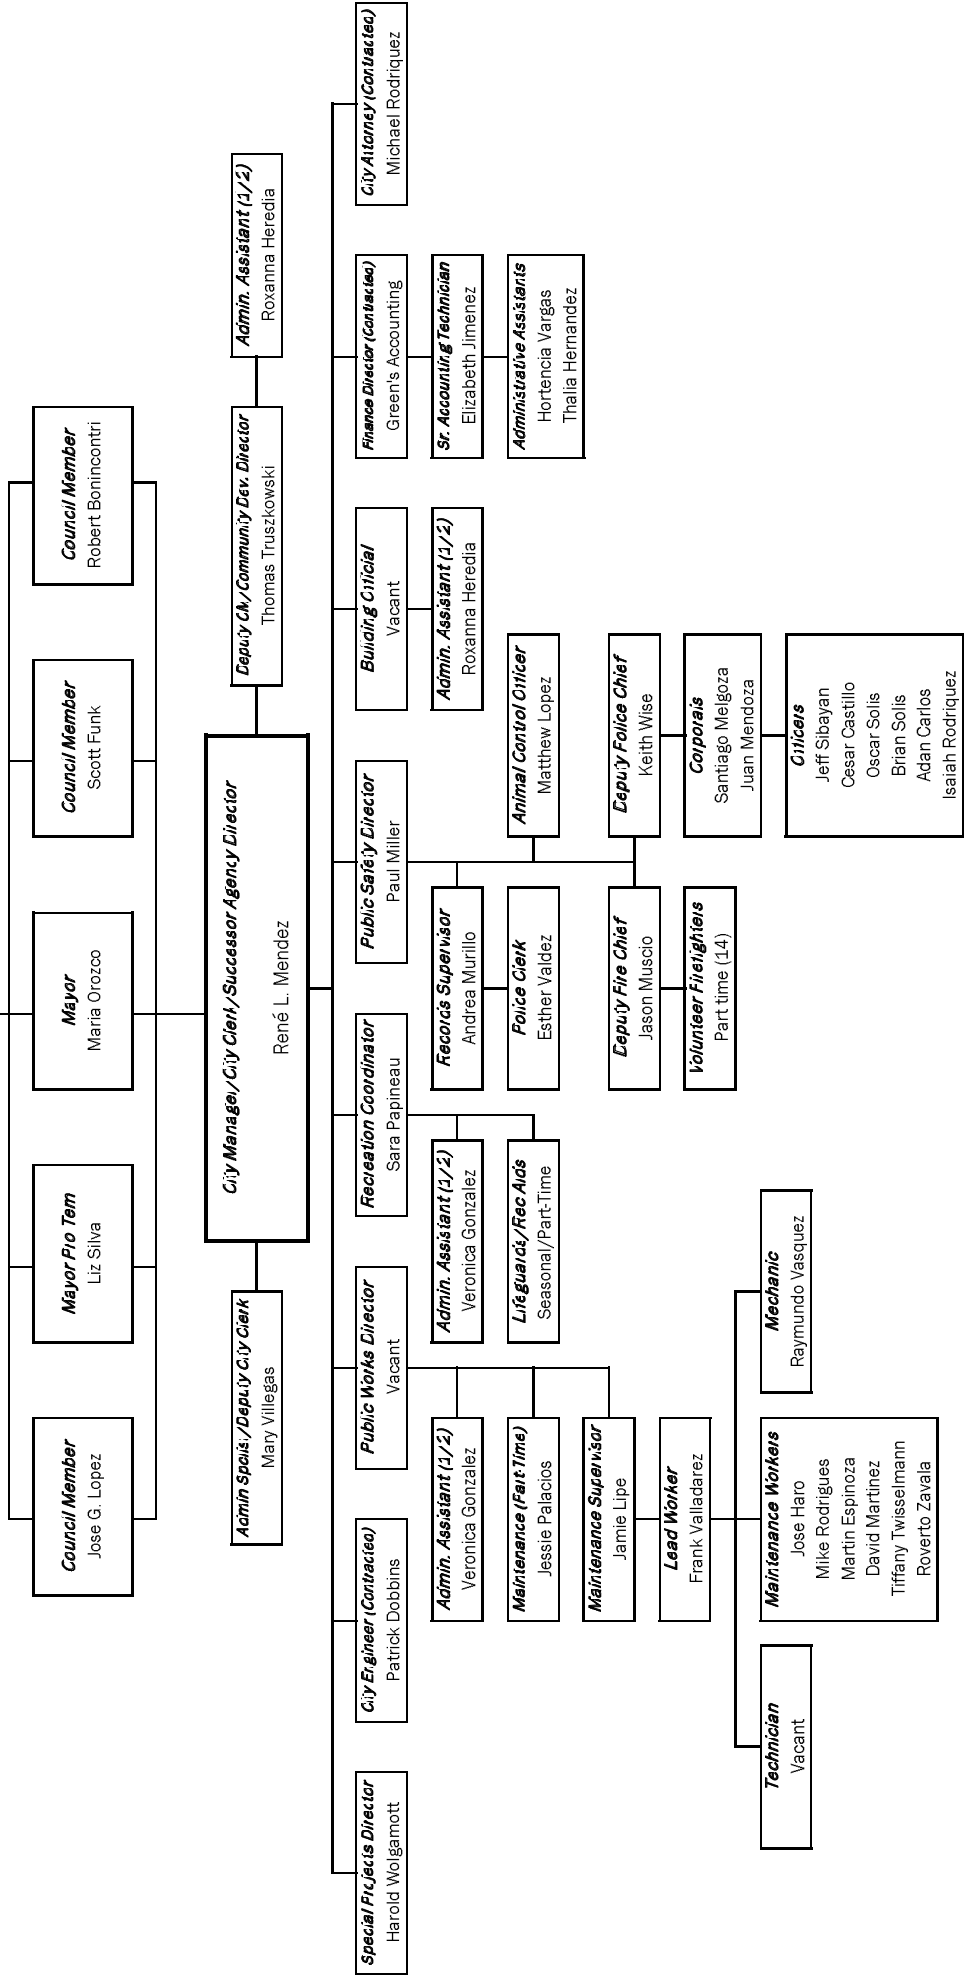 Council Member
Jose G. Lopez
Mayor Pro Tem
Liz Silva
Mayor
Maria Orozco
Council Member
Scott Funk
Council Member
Robert Bonincontri
Admin Spclist/Deputy City Clerk
Mary Villegas
City Manager/City Clerk/Successor Agency Director
René L. Mendez
Deputy CM/Community Dev. Director
Thomas Truszkowski
Admin. Assistant (1/2)
Roxanna Heredia
Special Projects Director
Harold Wolgamott
City Engineer (Contracted)
Patrick Dobbins
Public Works Director
Vacant
Admin. Assistant (1/2)
Veronica Gonzalez
Maintenance (Part-Time)
Jessie Palacios
Maintenance Supervisor
Jamie Lipe
Lead Worker
Frank Valladarez
Technician
Vacant
Maintenance Workers
Jose Haro
Mike Rodrigues
Martin Espinoza
David Martinez
Tiffany Twisselmann
Roverto Zavala
Mechanic
Raymundo Vasquez
Recreation Coordinator
Sara Papineau
Admin. Assistant (1/2)
Veronica Gonzalez
Lifeguards/Rec Aids
Seasonal/Part-Time
Public Safety Director
Paul Miller
Records Supervisor
Andrea Murillo
Police Clerk
Esther Valdez
Animal Control Officer
Matthew Lopez
Deputy Fire Chief
Jason Muscio
Volunteer Firefighters
Part time (14)
Deputy Police Chief
Keith Wise
Corporals
Santiago Melgoza
Juan Mendoza
Officers
Jeff Sibayan
Cesar Castillo
Oscar Solis
Brian Solis
Adan Carlos
Isaiah Rodriquez
Building Official
Vacant
Admin. Assistant (1/2)
Roxanna Heredia
Finance Director (Contracted)
Green's Accounting
Sr. Accounting Technician
Elizabeth Jimenez
Administrative Assistants
Hortencia Vargas
Thalia Hernandez
City Attorney (Contracted)
Michael Rodriquez